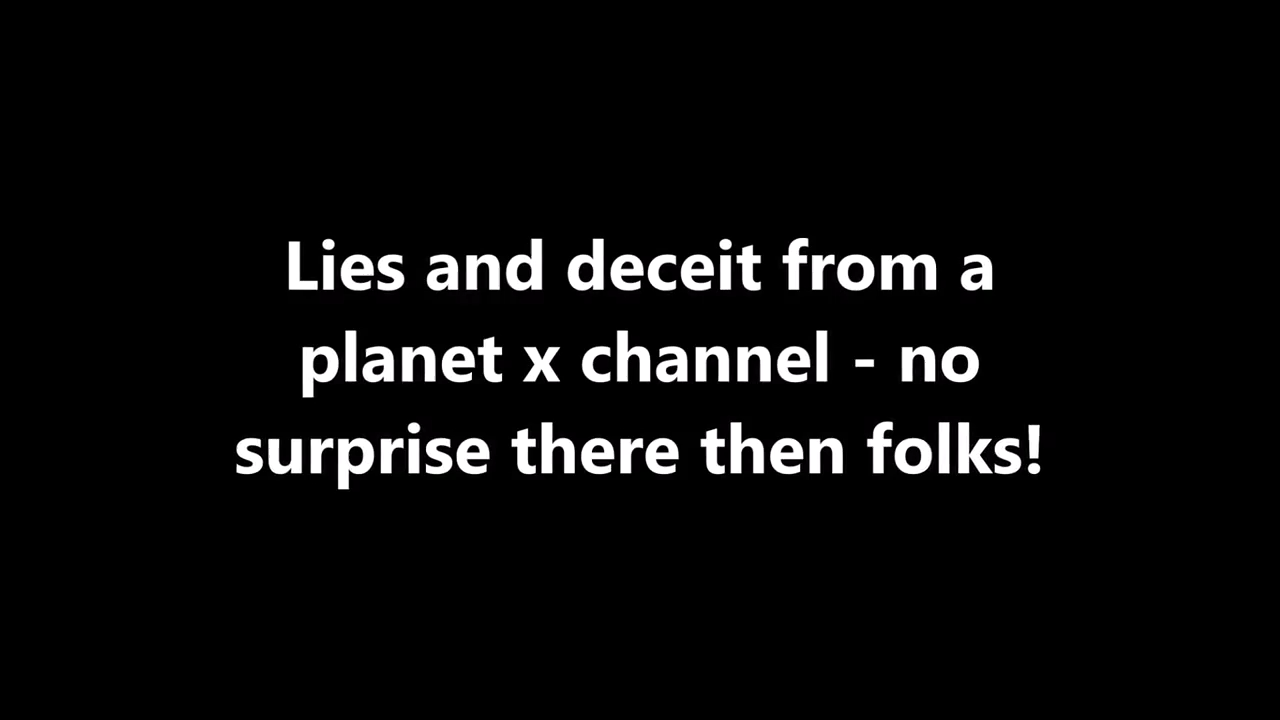 Lies and deceit from a
planet x channel - no
surprise there then folks!